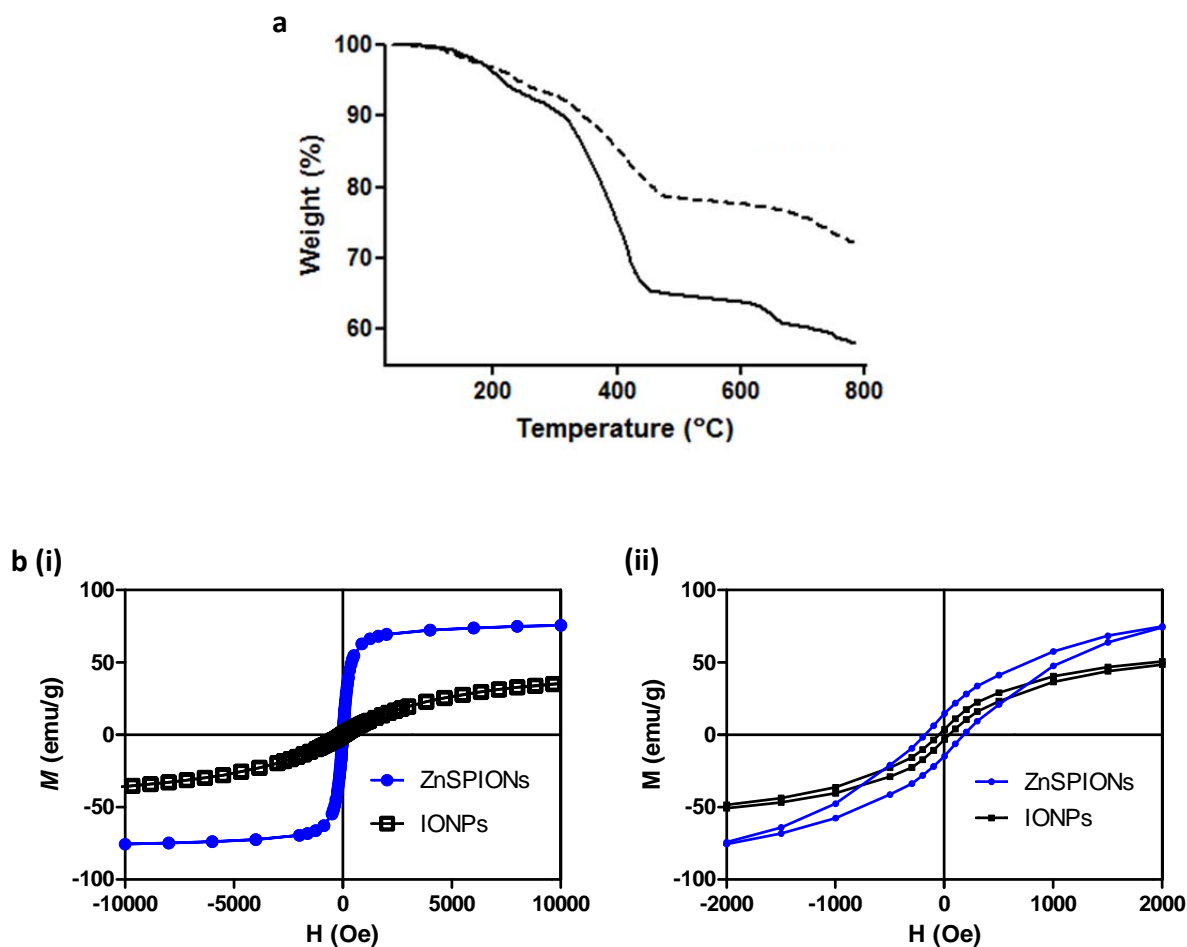 a
100
90
80
70
60
Weight (%)
200 400 600 800
Temperature (°C)
b (i)
100
50
0
-50
-100
M (emu/g)
ZnSPIONs
IONPs
-10000 -5000 0 5000 10000
H (Oe)
(ii)
100
50
0
-50
-100
M (emu/g)
ZnSPIONs
IONPs
-2000 -1000 0 1000 2000
H (Oe)